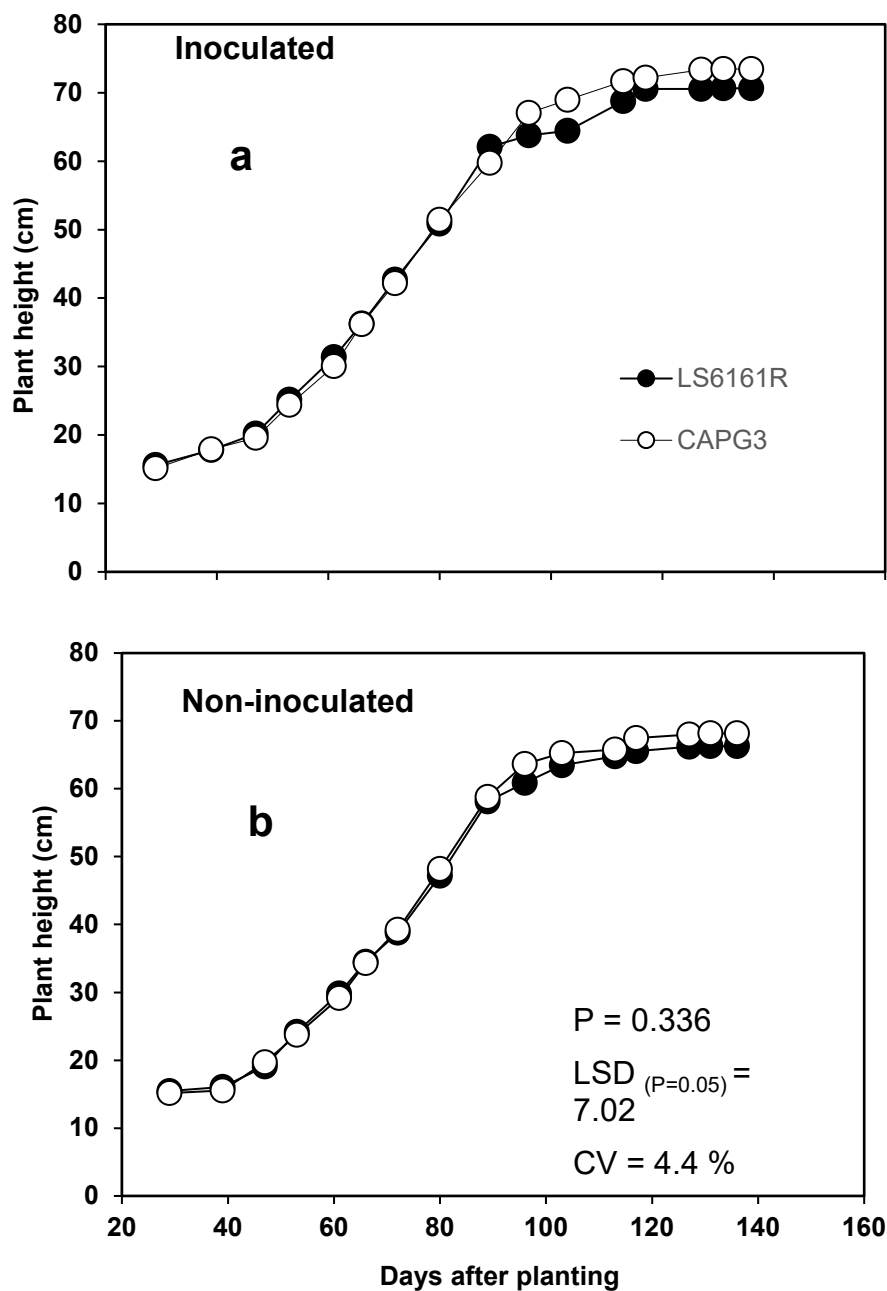 80
Inoculated
70
a
60
50
40
Plant height (cm)
30
LS6161R
20
CAPG3
10
0
80
Non-inoculated
70
60
b
50
40
Plant height (cm)
30
P = 0.336
20
LSD (P=0.05) =
7.02
10
CV = 4.4 %
0
20 40 60 80 100 120 140 160
Days after planting